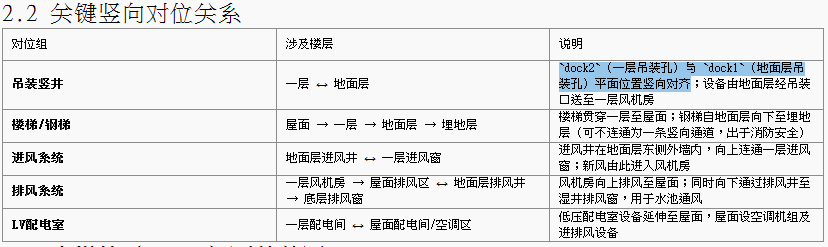 2.2 关键竖向对位关系
对位组
涉及楼层
说明
吊装竖井
一层 ↔ 地面层
`dock2`（一层吊装孔）与 `dock1`（地面层吊
装孔）平面位置竖向对齐；设备由地面层经吊装
口送至一层风机房
楼梯/钢梯
屋面 → 一层 → 地面层 → 埋地层
楼梯贯穿一层至屋面；钢梯自地面层向下至埋地
层（可不连通为一条竖向通道，出于消防安全）
进风系统
地面层进风井 ↔ 一层进风窗
进风井在地面层东侧外墙内，向上连通一层进风
窗；新风由此进入风机房
排风系统
一层风机房 → 屋面排风区 ↔ 地面层排风井
→ 底层排风窗
风机房向上排风至屋面；同时向下通过排风井至
湿井排风窗，用于水池通风
LV配电室
一层配电间 ↔ 屋面配电间/空调区
低压配电室设备延伸至屋面，屋面设空调机组及
进排风设备